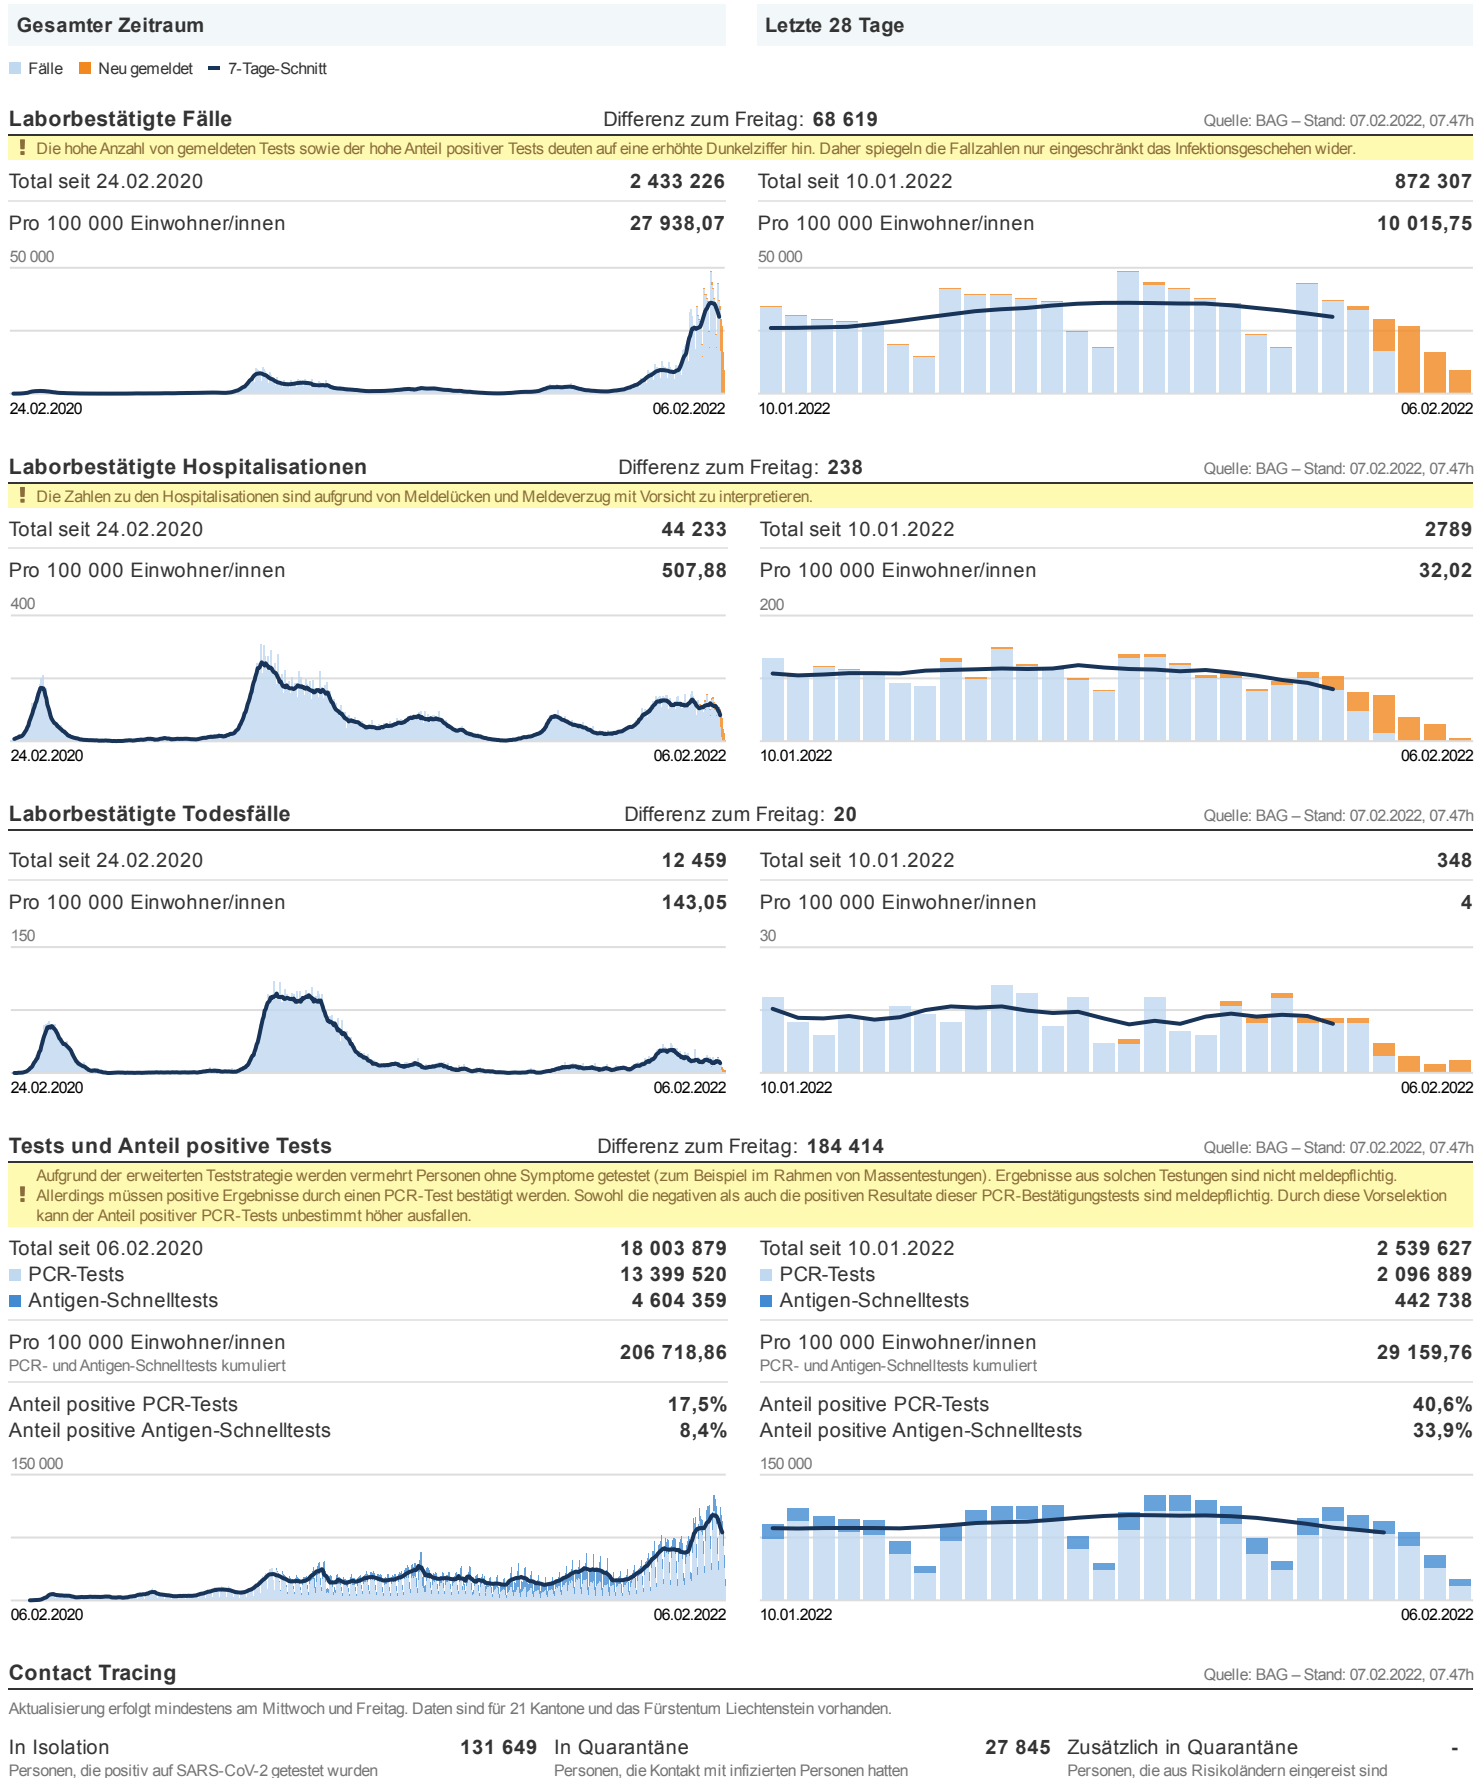 Gesamter Zeitraum
Letzte 28 Tage
Fälle Neu gemeldet 7-Tage-Schnitt
Laborbestätigte Fälle Differenz zum Freitag: 68 619 Quelle: BAG – Stand: 07.02.2022, 07.47h
! Die hohe Anzahl von gemeldeten Tests sowie der hohe Anteil positiver Tests deuten auf eine erhöhte Dunkelziffer hin. Daher spiegeln die Fallzahlen nur eingeschränkt das Infektionsgeschehen wider.
Total seit 24.02.2020 2 433 226
Pro 100 000 Einwohner/innen 27 938,07
50 000
24.02.2020 06.02.2022
Total seit 10.01.2022 872 307
Pro 100 000 Einwohner/innen 10 015,75
50 000
10.01.2022 06.02.2022
Laborbestätigte Hospitalisationen Differenz zum Freitag: 238 Quelle: BAG – Stand: 07.02.2022, 07.47h
! Die Zahlen zu den Hospitalisationen sind aufgrund von Meldelücken und Meldeverzug mit Vorsicht zu interpretieren.
Total seit 24.02.2020 44 233
Pro 100 000 Einwohner/innen 507,88
400
24.02.2020 06.02.2022
Total seit 10.01.2022 2789
Pro 100 000 Einwohner/innen 32,02
200
10.01.2022 06.02.2022
Laborbestätigte Todesfälle Differenz zum Freitag: 20 Quelle: BAG – Stand: 07.02.2022, 07.47h
Total seit 24.02.2020 12 459
Pro 100 000 Einwohner/innen 143,05
150
24.02.2020 06.02.2022
Total seit 10.01.2022 348
Pro 100 000 Einwohner/innen 4
30
10.01.2022 06.02.2022
Tests und Anteil positive Tests Differenz zum Freitag: 184 414 Quelle: BAG – Stand: 07.02.2022, 07.47h
Aufgrund der erweiterten Teststrategie werden vermehrt Personen ohne Symptome getestet (zum Beispiel im Rahmen von Massentestungen). Ergebnisse aus solchen Testungen sind nicht meldepflichtig.
! Allerdings müssen positive Ergebnisse durch einen PCR-Test bestätigt werden. Sowohl die negativen als auch die positiven Resultate dieser PCR-Bestätigungstests sind meldepflichtig. Durch diese Vorselektion
kann der Anteil positiver PCR-Tests unbestimmt höher ausfallen.
Total seit 06.02.2020 18 003 879
PCR-Tests 13 399 520
Antigen-Schnelltests 4 604 359
Pro 100 000 Einwohner/innen 206 718,86
PCR- und Antigen-Schnelltests kumuliert
Anteil positive PCR-Tests 17,5%
Anteil positive Antigen-Schnelltests 8,4%
150 000
06.02.2020 06.02.2022
Total seit 10.01.2022 2 539 627
PCR-Tests 2 096 889
Antigen-Schnelltests 442 738
Pro 100 000 Einwohner/innen 29 159,76
PCR- und Antigen-Schnelltests kumuliert
Anteil positive PCR-Tests 40,6%
Anteil positive Antigen-Schnelltests 33,9%
150 000
10.01.2022 06.02.2022
Contact Tracing Quelle: BAG – Stand: 07.02.2022, 07.47h
Aktualisierung erfolgt mindestens am Mittwoch und Freitag. Daten sind für 21 Kantone und das Fürstentum Liechtenstein vorhanden.
In Isolation 131 649
Personen, die positiv auf SARS-CoV-2 getestet wurden
In Quarantäne 27 845
Personen, die Kontakt mit infizierten Personen hatten
Zusätzlich in Quarantäne -
Personen, die aus Risikoländern eingereist sind